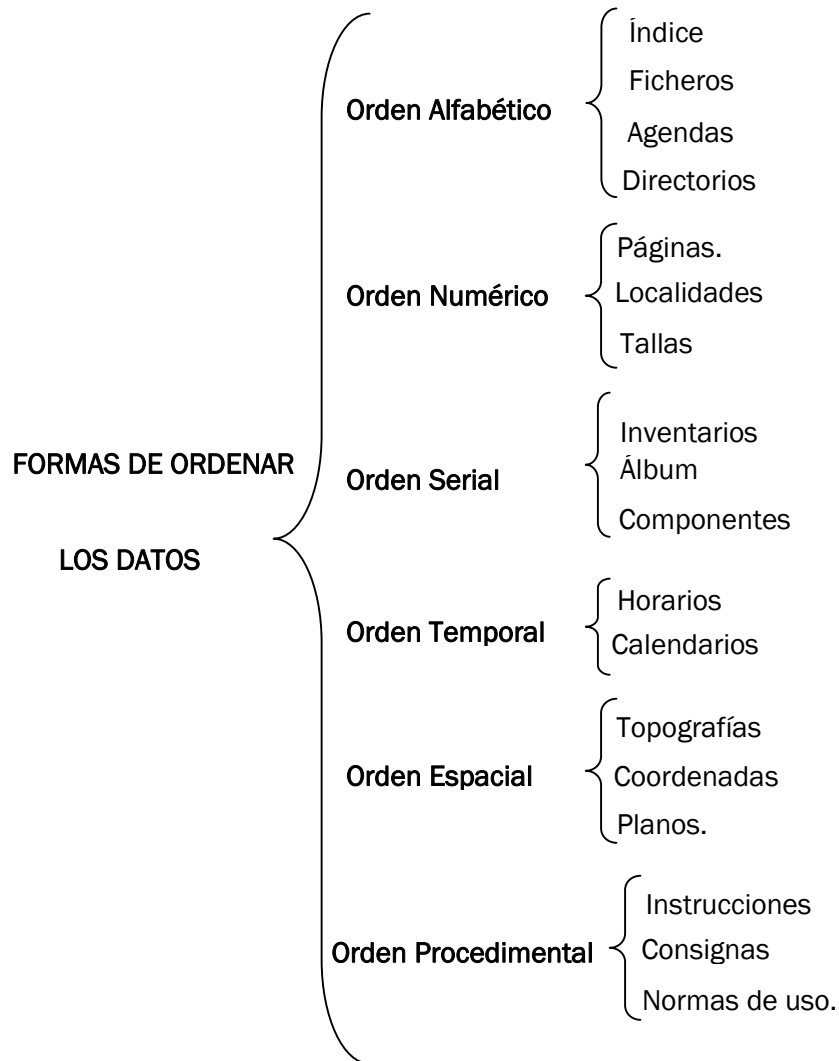 FORMAS DE ORDENAR
LOS DATOS
Orden Alfabético
Índice
Ficheros
Agendas
Directorios
Orden Numérico
Páginas.
Localidades
Tallas
Orden Serial
Inventarios
Álbum
Componentes
Orden Temporal
Horarios
Calendarios
Orden Espacial
Topografías
Coordenadas
Planos.
Orden Procedimental
Instrucciones
Consignas
Normas de uso.